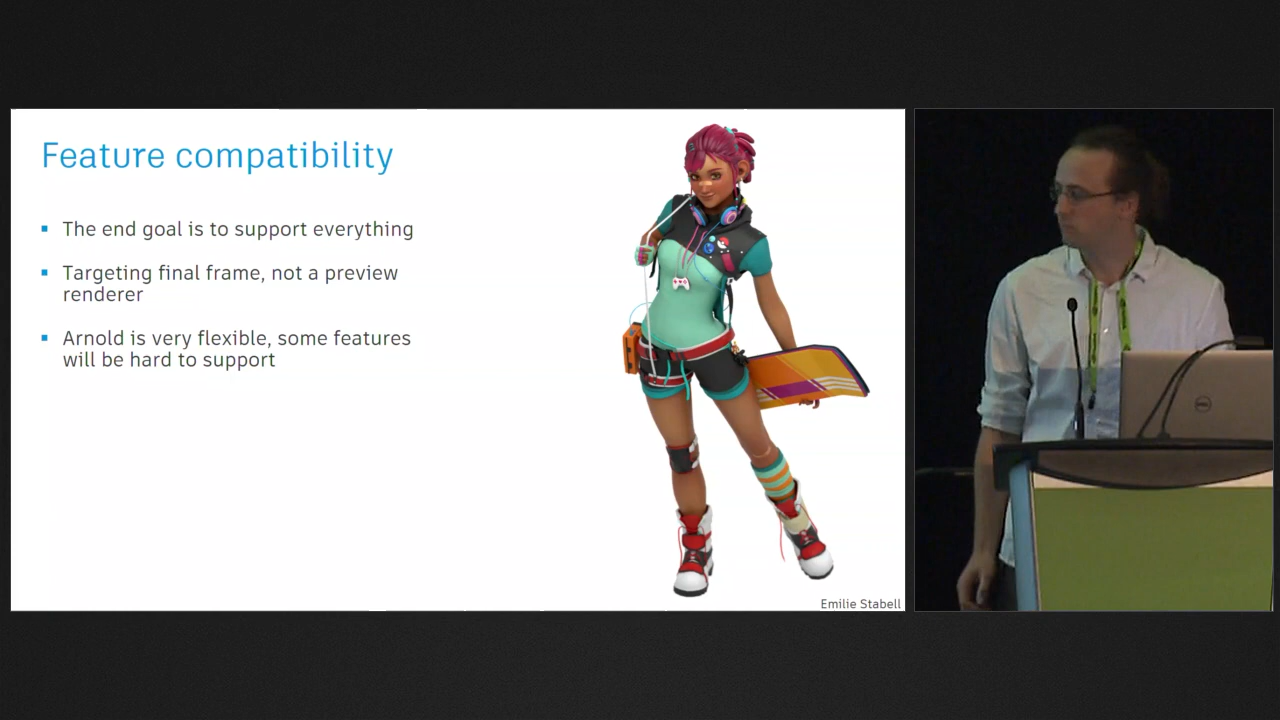 Feature compatibility
The end goal is to support everything
Targeting final frame, not a preview
renderer
Arnold is very flexible, some features
will be hard to support
Emilie Stabell